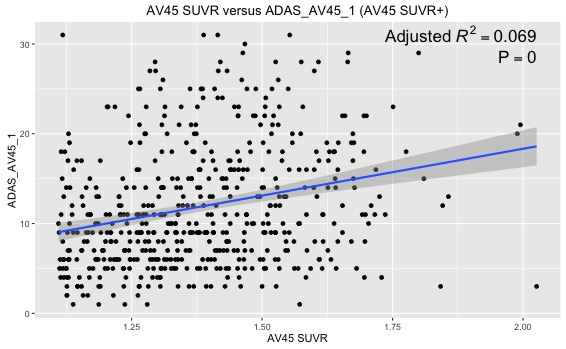 AV45 SUVR versus ADAS_AV45_1 (AV45 SUVR+)
Adjusted R² = 0.069
P = 0
30
20
10
0
ADAS_AV45_1
1.25 1.50 1.75 2.00
AV45 SUVR